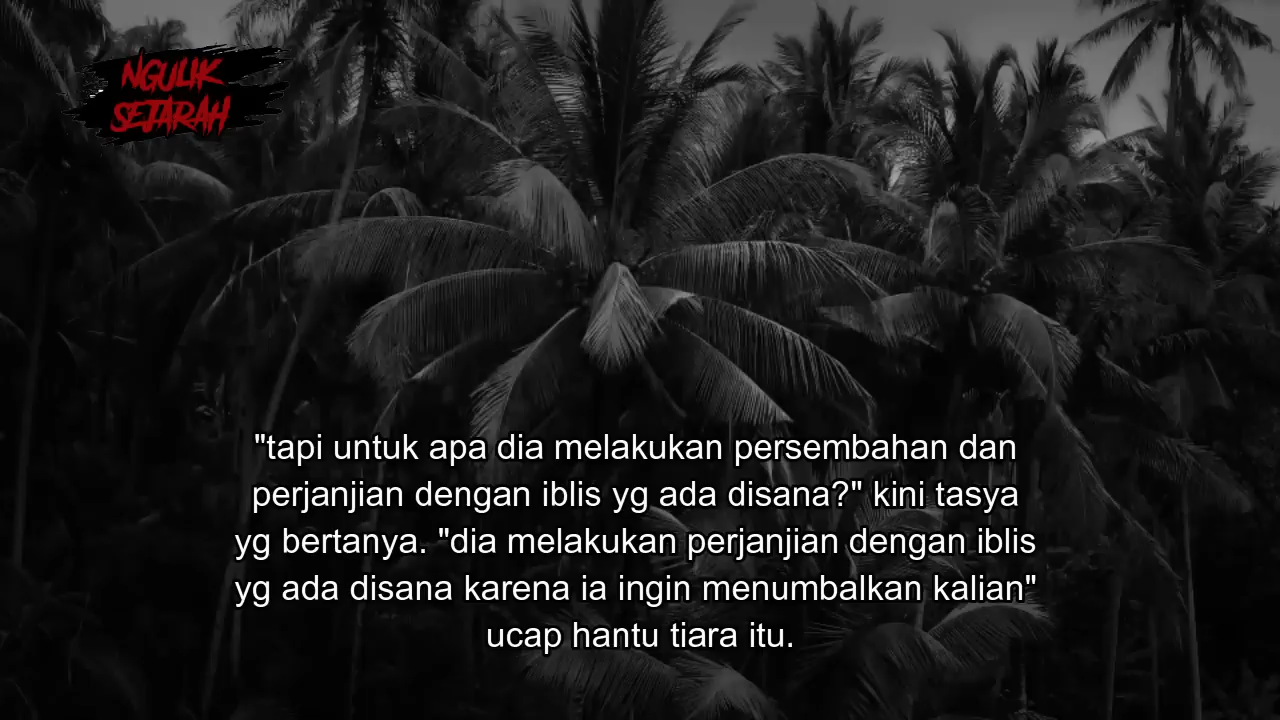 NGULIK
SEJARAH
"tapi untuk apa dia melakukan persembahan dan
perjanjian dengan iblis yg ada disana?" kini tasya
yg bertanya. "dia melakukan perjanjian dengan iblis
yg ada disana karena ia ingin menumbalkan kalian"
ucap hantu tiara itu.